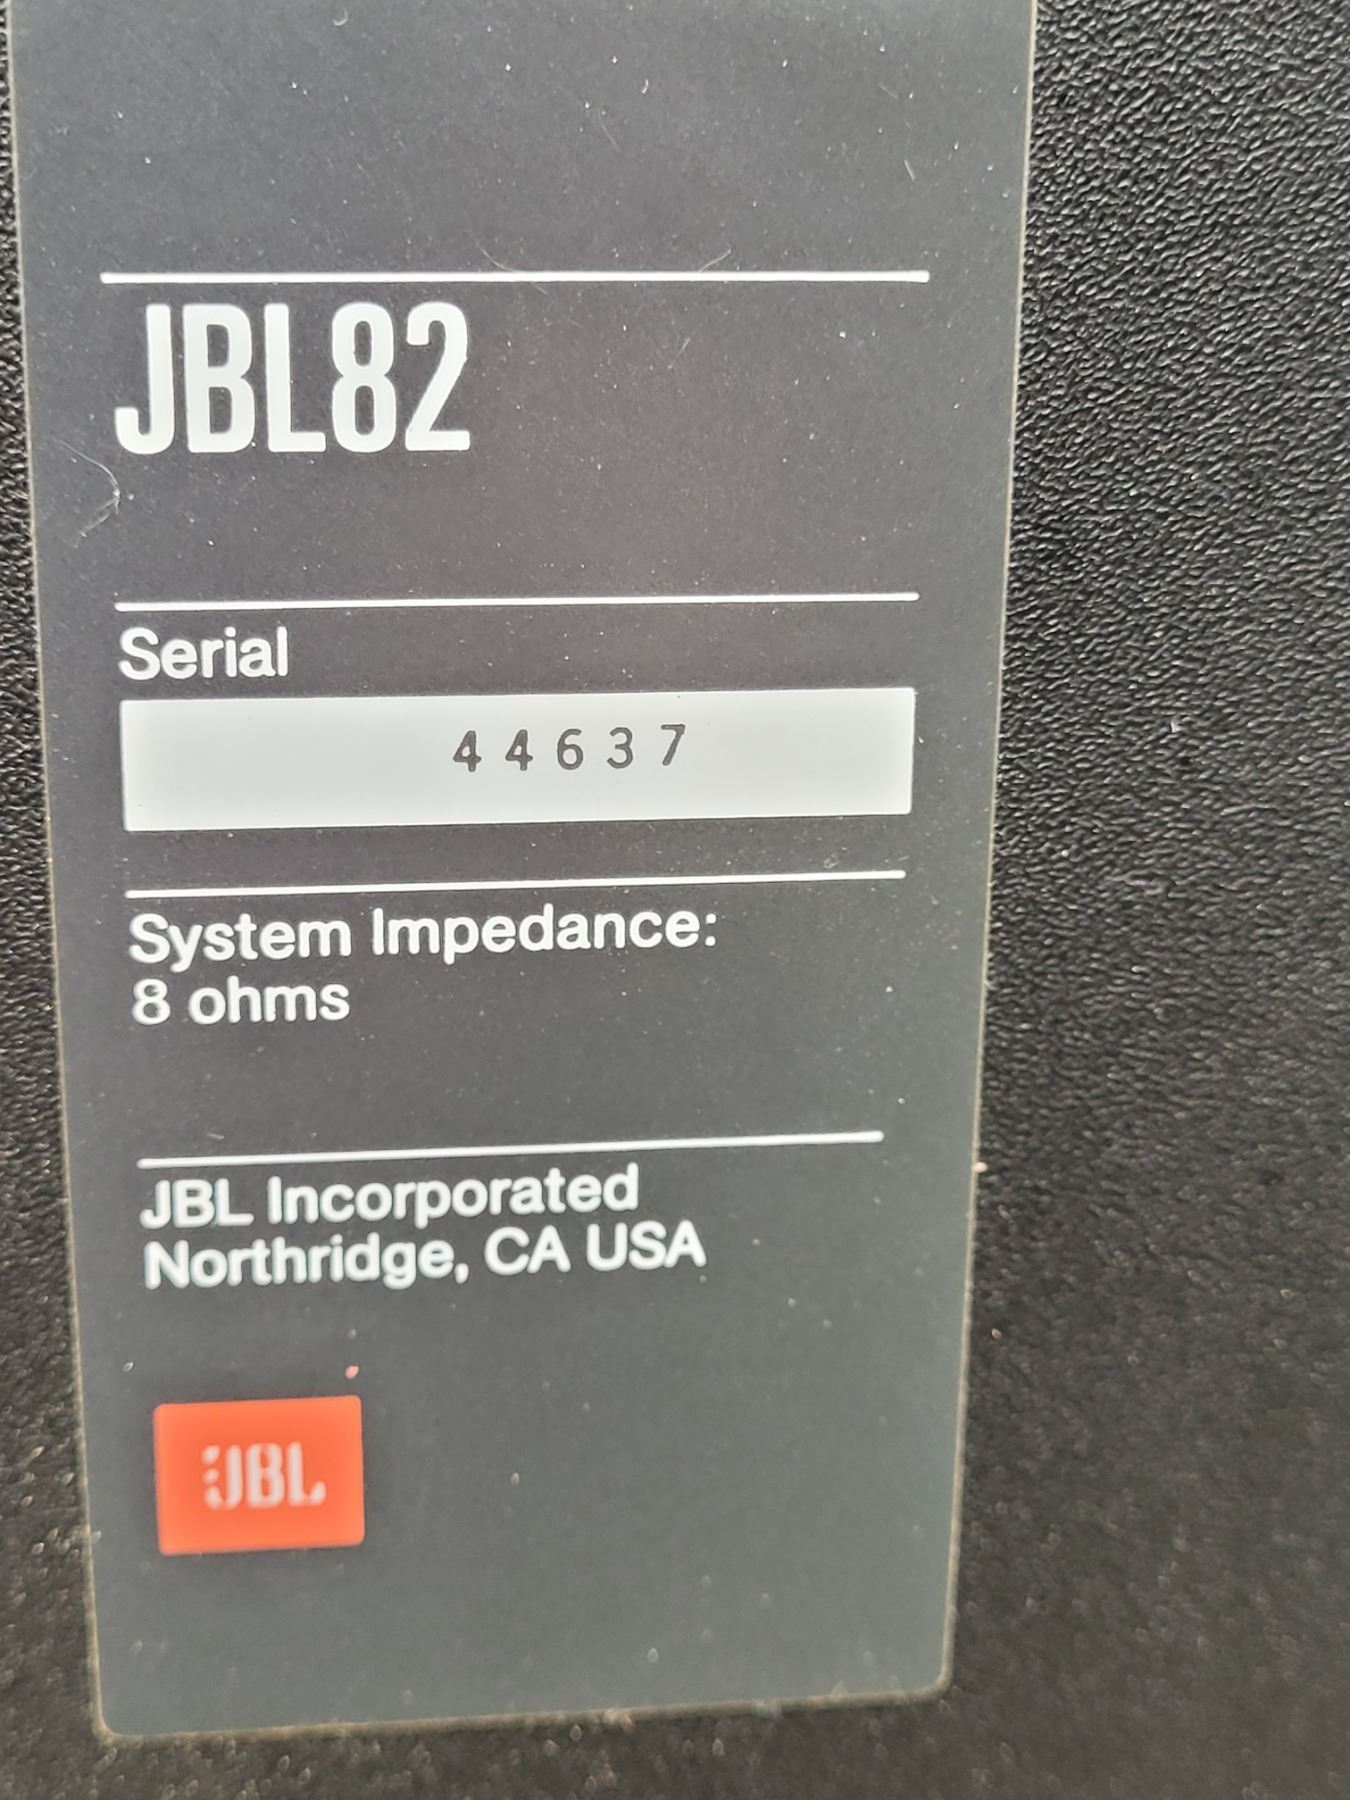 JBL82
Serial
44637
System Impedance:
8 ohms
JBL Incorporated
Northridge, CA USA
JBL